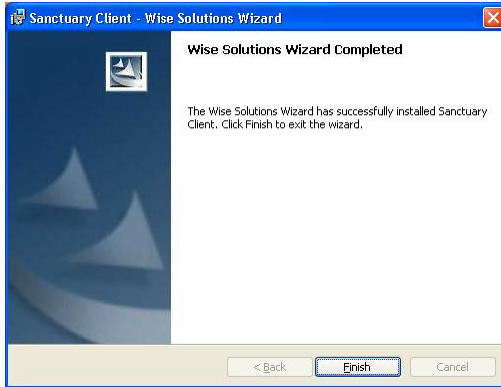 Sanctuary Client - Wise Solutions Wizard
Wise Solutions Wizard Completed
The Wise Solutions Wizard has successfully installed Sanctuary
Client. Click Finish to exit the wizard.
< Back
Finish
Cancel